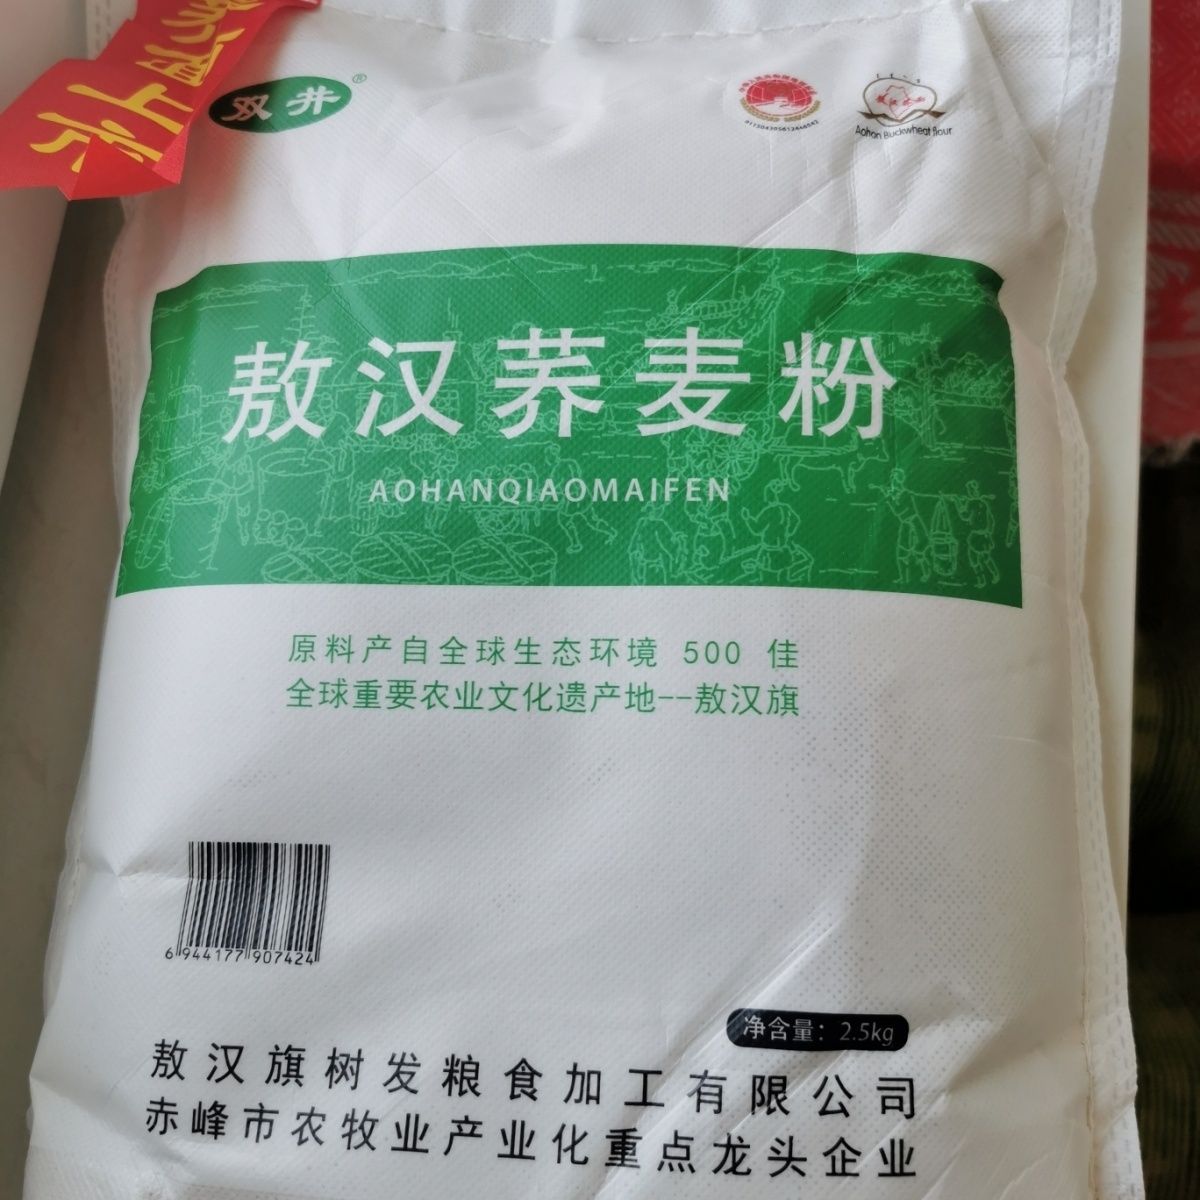 双井®
Aohan Buckwheat flour
敖汉荞麦粉
AOHANQIAOMAIFEN
原料产自全球生态环境 500 佳
全球重要农业文化遗产地--敖汉旗
6 944177 907424
净含量：2.5kg
敖汉旗树发粮食加工有限公司
赤峰市农牧业产业化重点龙头企业